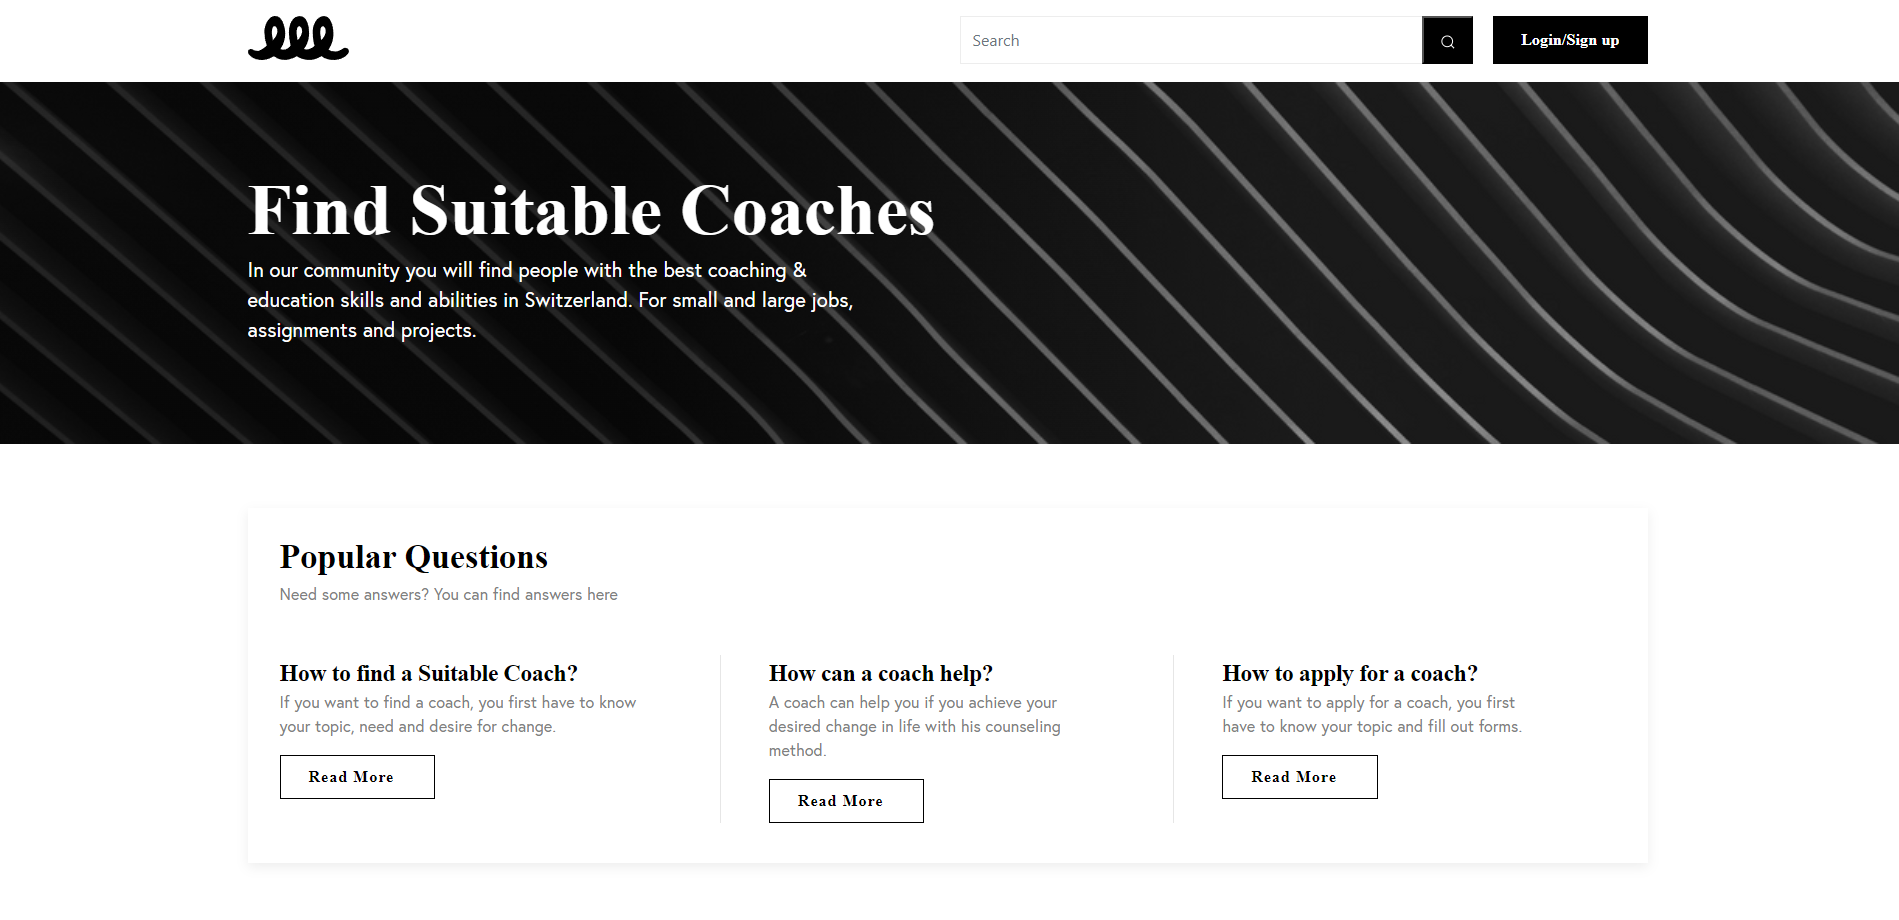 Search
Login/Sign up
Find Suitable Coaches
In our community you will find people with the best coaching &
education skills and abilities in Switzerland. For small and large jobs,
assignments and projects.
Popular Questions
Need some answers? You can find answers here
How to find a Suitable Coach?
If you want to find a coach, you first have to know
your topic, need and desire for change.
Read More
How can a coach help?
A coach can help you if you achieve your
desired change in life with his counseling
method.
Read More
How to apply for a coach?
If you want to apply for a coach, you first
have to know your topic and fill out forms.
Read More